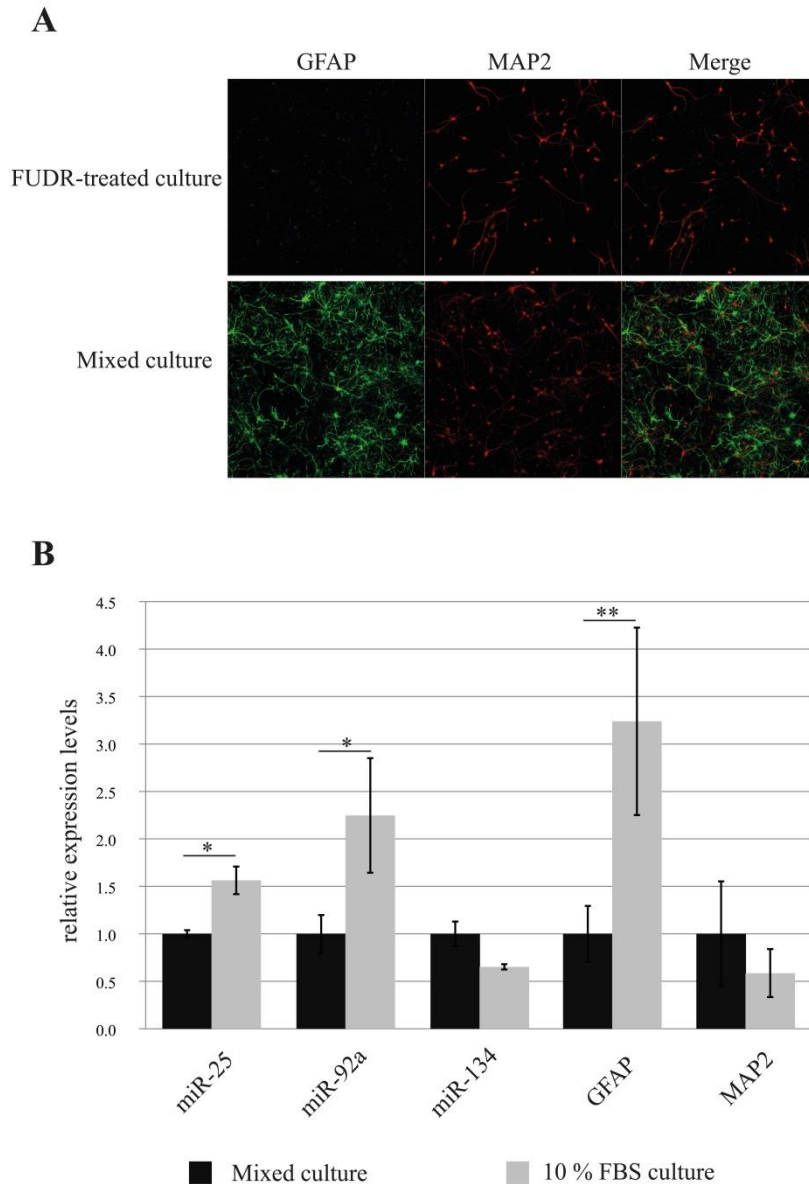 A
GFAP MAP2 Merge
FUDR-treated culture
Mixed culture
B
relative expression levels
4.5
4.0
3.5
3.0
2.5
2.0
1.5
1.0
0.5
0.0
*
*
**
miR-25
miR-92a
miR-134
GFAP
MAP2
Mixed culture 10 % FBS culture